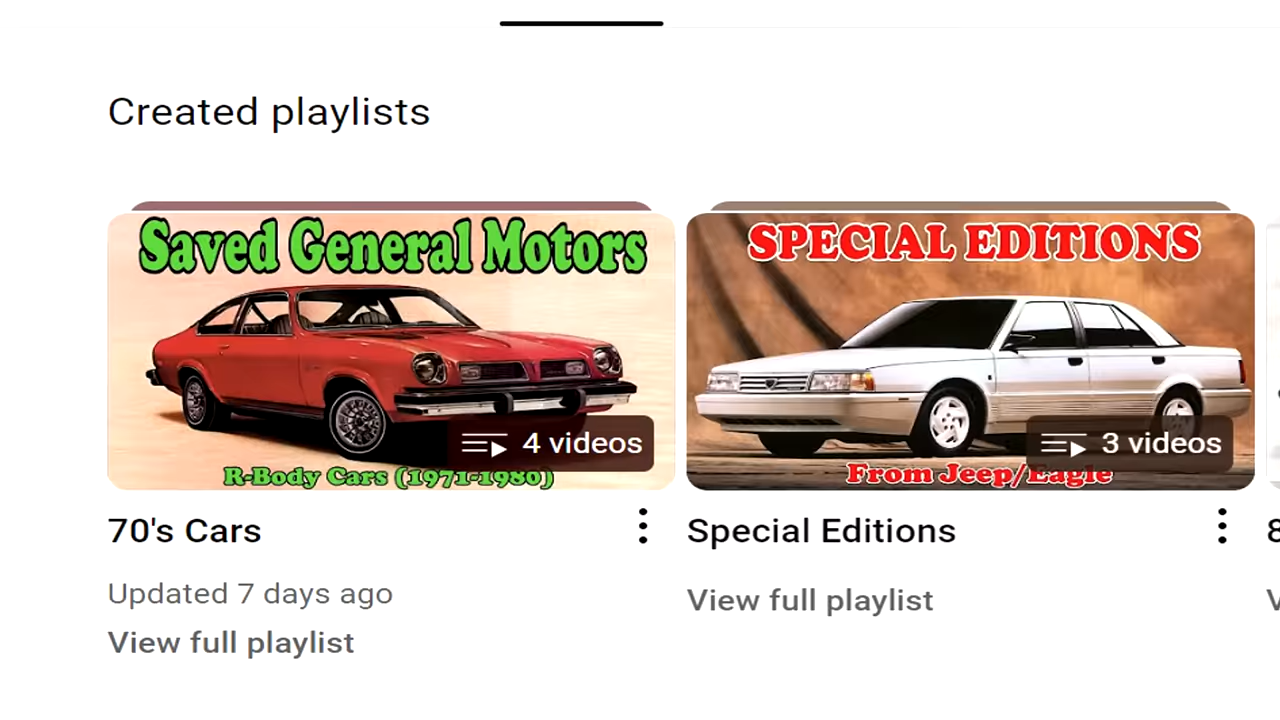 Created playlists
Saved General Motors
4 videos
R-Body Cars (1971-1980)
70's Cars
Updated 7 days ago
View full playlist
SPECIAL EDITIONS
3 videos
From Jeep/Eagle
Special Editions
View full playlist